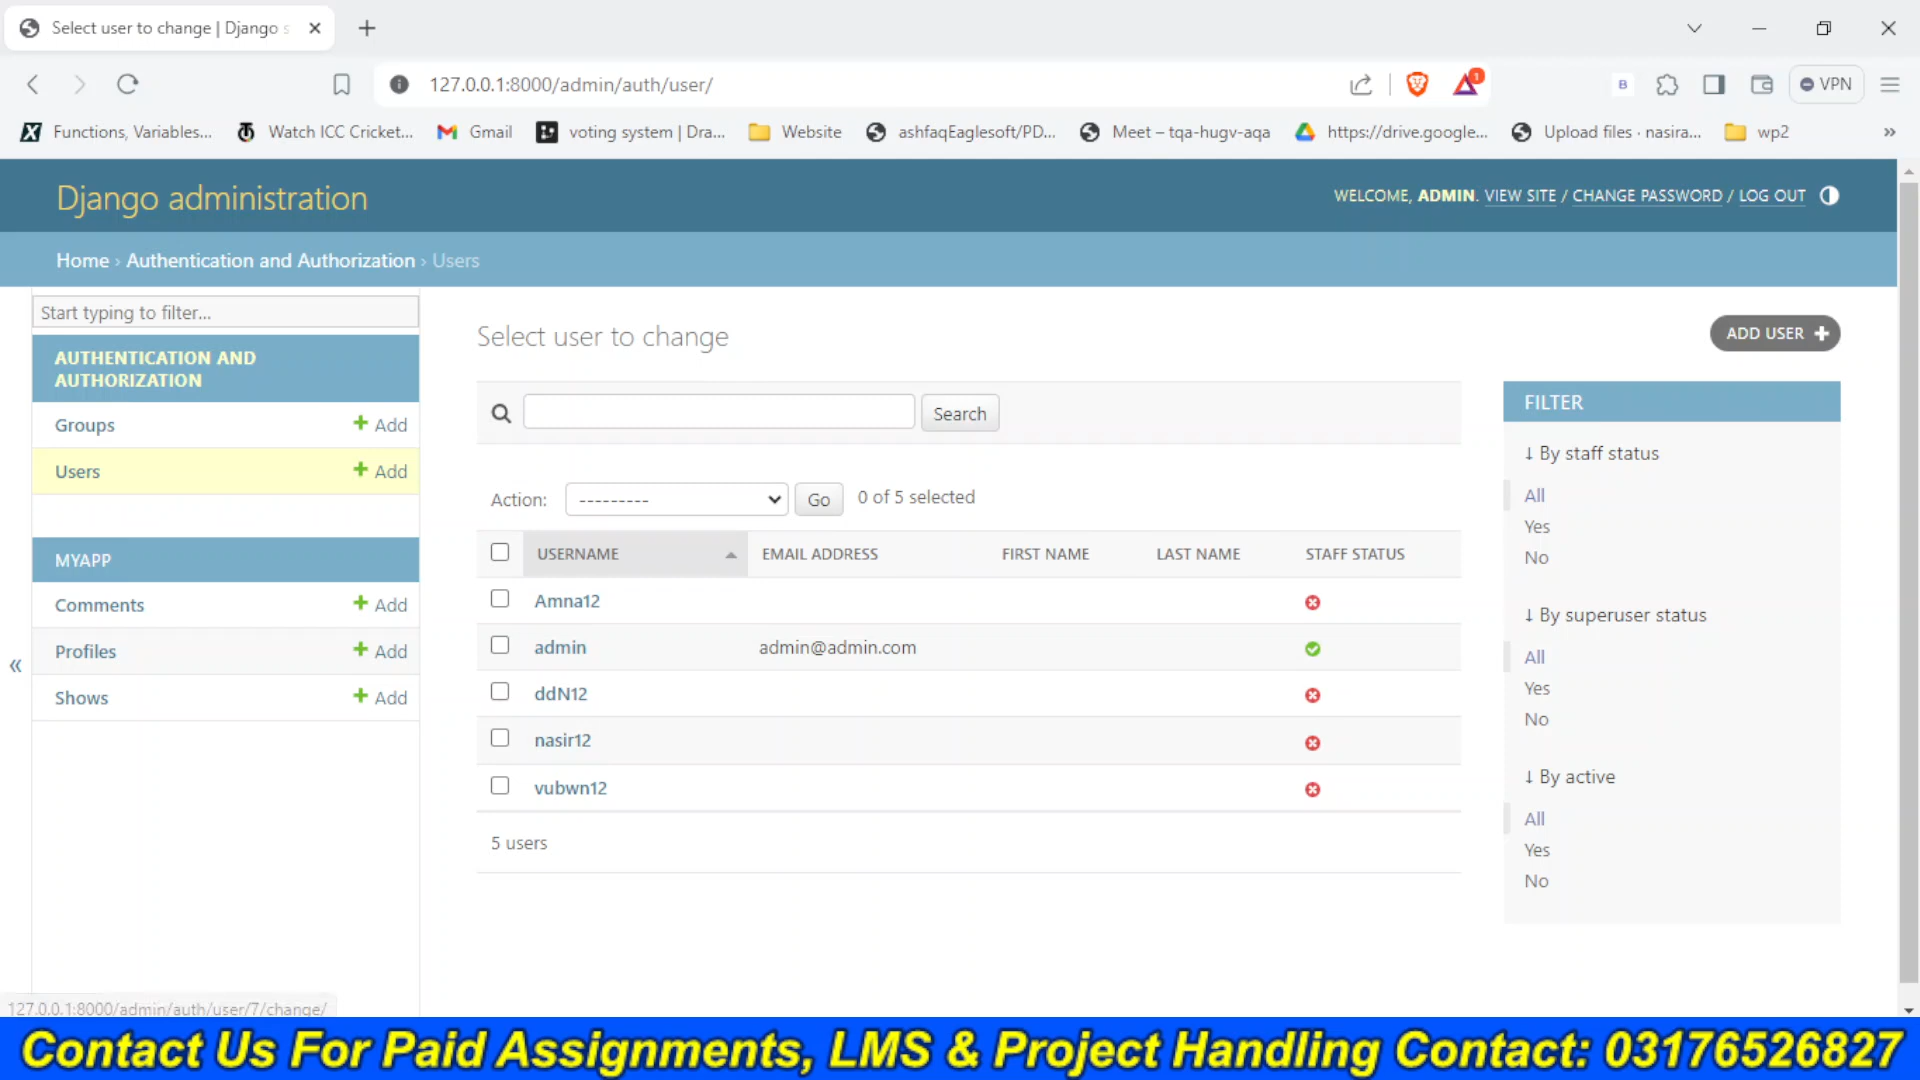 Select user to change | Django s
127.0.0.1:8000/admin/auth/user/
1
B
VPN
Functions, Variables...
Watch ICC Cricket...
Gmail
voting system | Dra...
Website
ashfaqEaglesoft/PD...
Meet – tqa-hugv-aqa
https://drive.google...
Upload files · nasira...
wp2
»
Django administration
WELCOME, ADMIN. VIEW SITE / CHANGE PASSWORD / LOG OUT
Home › Authentication and Authorization › Users
Start typing to filter...
AUTHENTICATION AND
AUTHORIZATION
Groups + Add
Users + Add
MYAPP
Comments + Add
Profiles + Add
Shows + Add
«
Select user to change
ADD USER +
Search
Action: --------- Go 0 of 5 selected
USERNAME EMAIL ADDRESS FIRST NAME LAST NAME STAFF STATUS
Amna12
admin admin@admin.com
ddN12
nasir12
vubwn12
5 users
FILTER
↓ By staff status
All
Yes
No
↓ By superuser status
All
Yes
No
↓ By active
All
Yes
No
127.0.0.1:8000/admin/auth/user/7/change/
Contact Us For Paid Assignments, LMS & Project Handling Contact: 03176526827